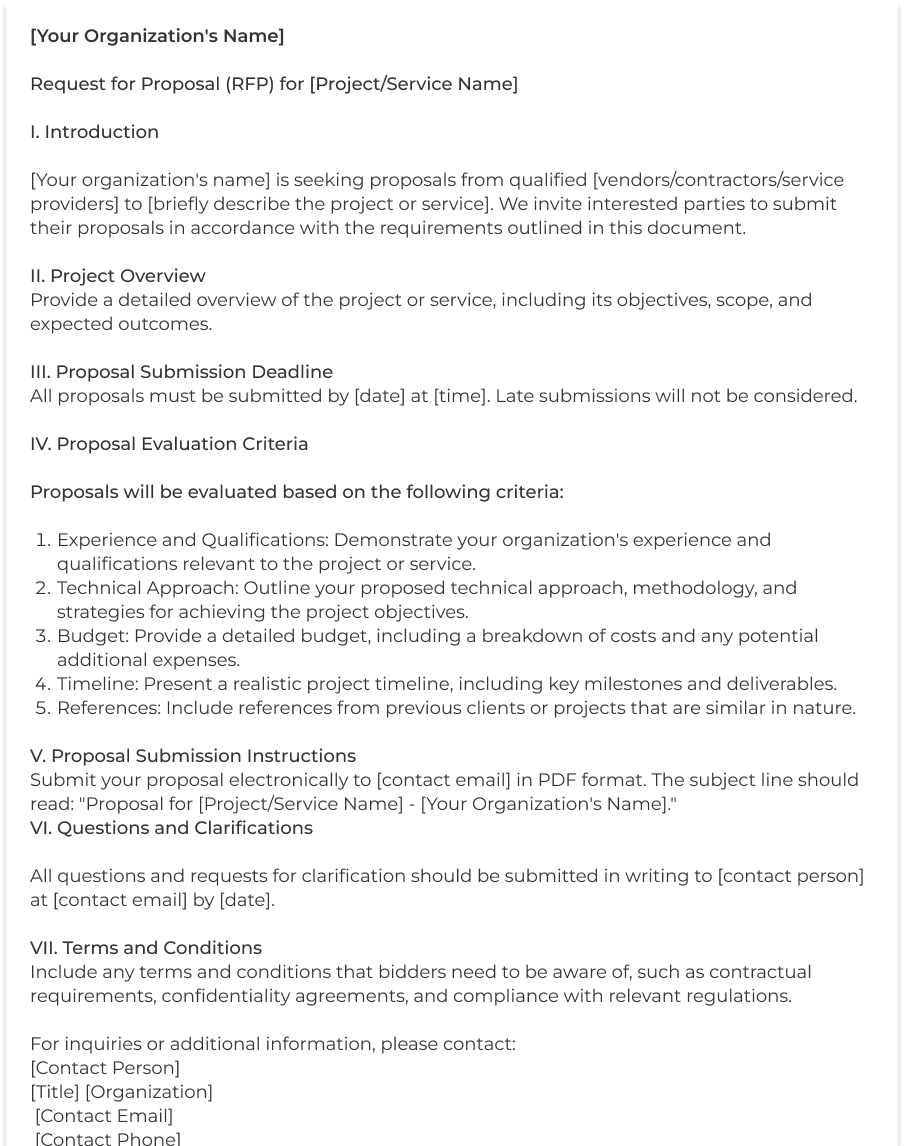 [Your Organization's Name]
Request for Proposal (RFP) for [Project/Service Name]
I. Introduction
[Your organization's name] is seeking proposals from qualified [vendors/contractors/service
providers] to [briefly describe the project or service]. We invite interested parties to submit
their proposals in accordance with the requirements outlined in this document.
II. Project Overview
Provide a detailed overview of the project or service, including its objectives, scope, and
expected outcomes.
III. Proposal Submission Deadline
All proposals must be submitted by [date] at [time]. Late submissions will not be considered.
IV. Proposal Evaluation Criteria
Proposals will be evaluated based on the following criteria:
1. Experience and Qualifications: Demonstrate your organization's experience and
qualifications relevant to the project or service.
2. Technical Approach: Outline your proposed technical approach, methodology, and
strategies for achieving the project objectives.
3. Budget: Provide a detailed budget, including a breakdown of costs and any potential
additional expenses.
4. Timeline: Present a realistic project timeline, including key milestones and deliverables.
5. References: Include references from previous clients or projects that are similar in nature.
V. Proposal Submission Instructions
Submit your proposal electronically to [contact email] in PDF format. The subject line should
read: "Proposal for [Project/Service Name] - [Your Organization's Name]."
VI. Questions and Clarifications
All questions and requests for clarification should be submitted in writing to [contact person]
at [contact email] by [date].
VII. Terms and Conditions
Include any terms and conditions that bidders need to be aware of, such as contractual
requirements, confidentiality agreements, and compliance with relevant regulations.
For inquiries or additional information, please contact:
[Contact Person]
[Title] [Organization]
[Contact Email]
[Contact Phone]